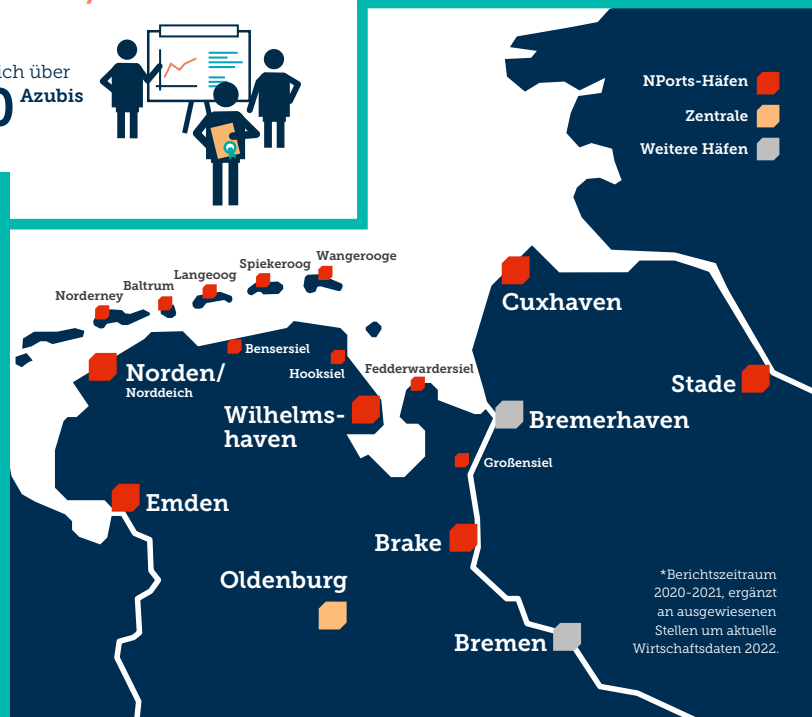 ich über
Azubis
NPorts-Häfen
Zentrale
Weitere Häfen
Wangerooge
Spiekeroog
Langeoog
Baltrum
Norderney
Cuxhaven
Bensersiel
Hooksiel
Fedderwardersiel
Norden/
Norddeich
Stade
Wilhelms-
haven
Bremerhaven
Großensiel
Emden
Brake
Oldenburg
Bremen
*Berichtszeitraum
2020-2021, ergänzt
an ausgewiesenen
Stellen um aktuelle
Wirtschaftsdaten 2022.